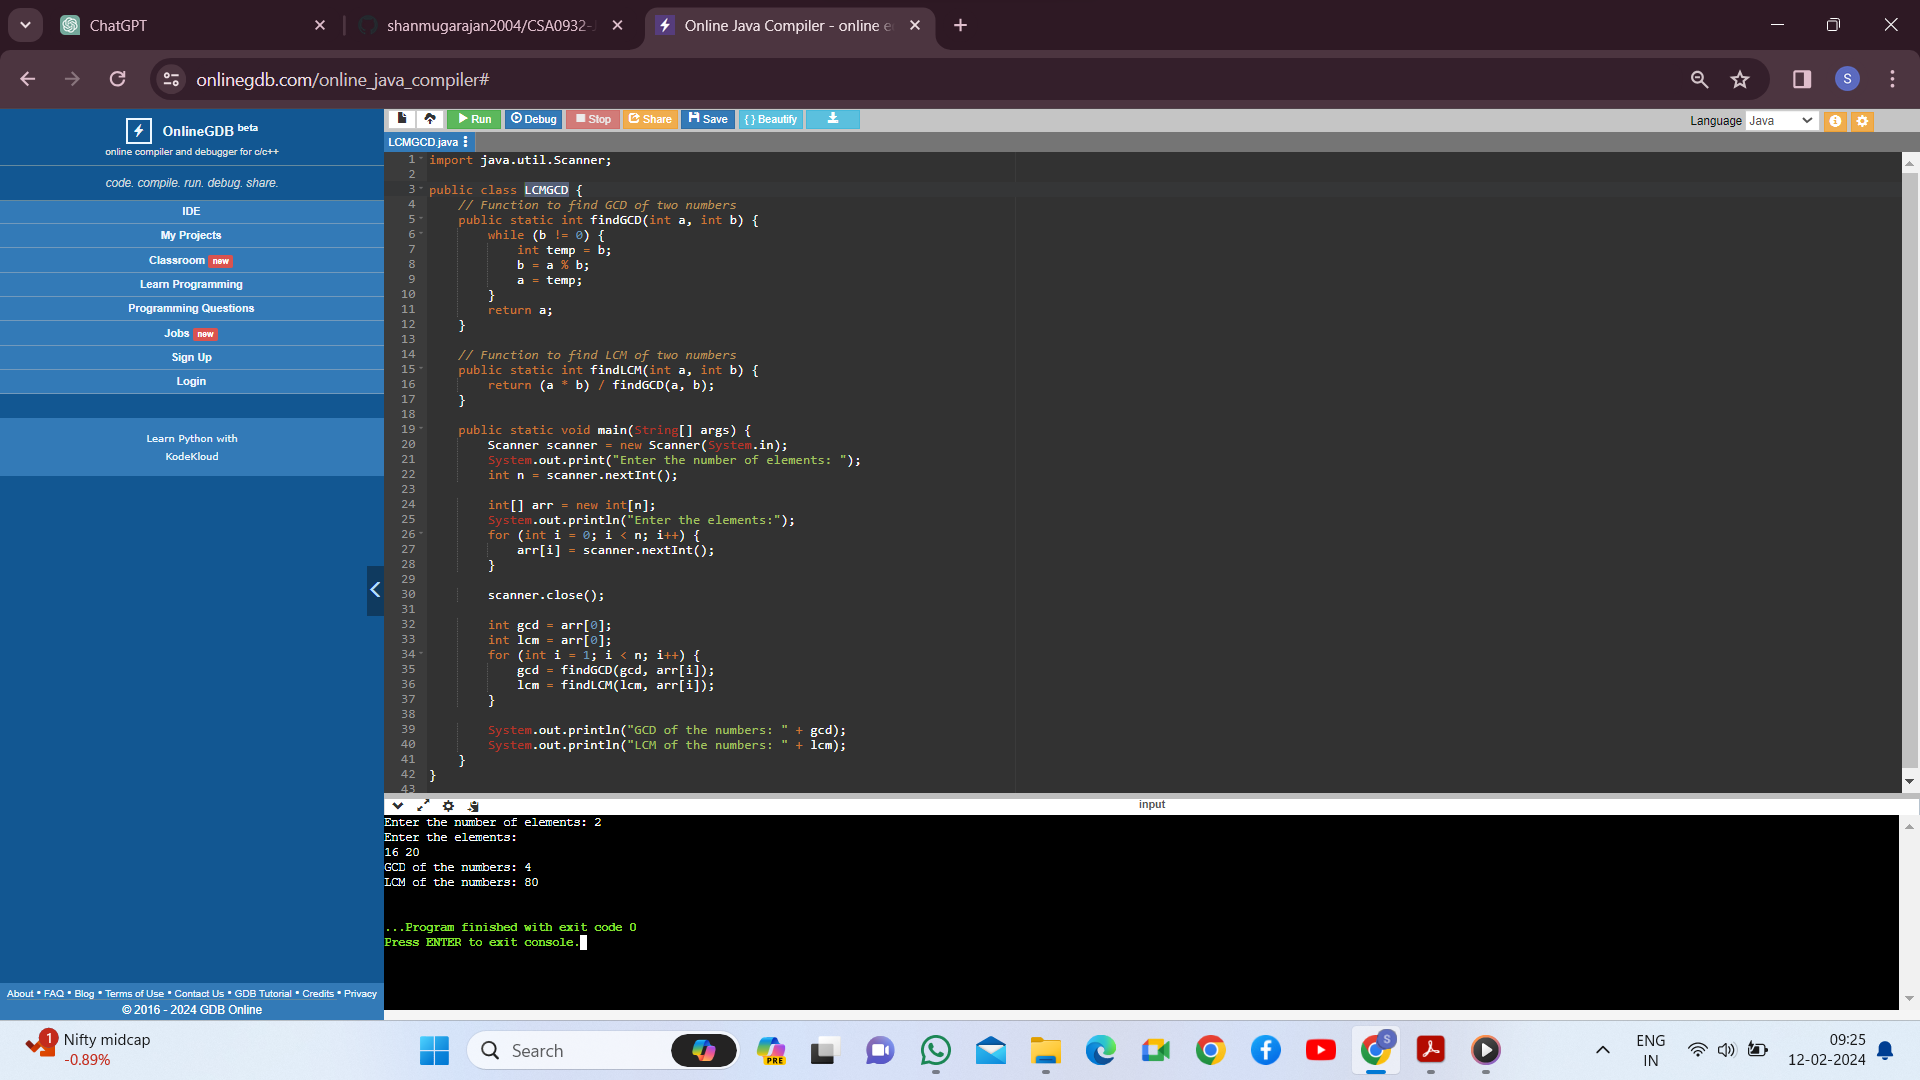 ChatGPT
shanmugarajan2004/CSA0932-J
Online Java Compiler - online e
onlinegdb.com/online_java_compiler#
S
OnlineGDB beta
online compiler and debugger for c/c++
code. compile. run. debug. share.
IDE
My Projects
Classroom new
Learn Programming
Programming Questions
Jobs new
Sign Up
Login
Learn Python with
KodeKloud
About • FAQ • Blog • Terms of Use • Contact Us • GDB Tutorial • Credits • Privacy
© 2016 - 2024 GDB Online
Run Debug Stop Share Save { } Beautify
Language Java
LCMGCD.java
1 import java.util.Scanner;
2
3 public class LCMGCD {
4     // Function to find GCD of two numbers
5     public static int findGCD(int a, int b) {
6         while (b != 0) {
7             int temp = b;
8             b = a % b;
9             a = temp;
10         }
11         return a;
12     }
13
14     // Function to find LCM of two numbers
15     public static int findLCM(int a, int b) {
16         return (a * b) / findGCD(a, b);
17     }
18
19     public static void main(String[] args) {
20         Scanner scanner = new Scanner(System.in);
21         System.out.print("Enter the number of elements: ");
22         int n = scanner.nextInt();
23
24         int[] arr = new int[n];
25         System.out.println("Enter the elements:");
26         for (int i = 0; i < n; i++) {
27             arr[i] = scanner.nextInt();
28         }
29
30         scanner.close();
31
32         int gcd = arr[0];
33         int lcm = arr[0];
34         for (int i = 1; i < n; i++) {
35             gcd = findGCD(gcd, arr[i]);
36             lcm = findLCM(lcm, arr[i]);
37         }
38
39         System.out.println("GCD of the numbers: " + gcd);
40         System.out.println("LCM of the numbers: " + lcm);
41     }
42 }
43
input
Enter the number of elements: 2
Enter the elements:
16 20
GCD of the numbers: 4
LCM of the numbers: 80
...Program finished with exit code 0
Press ENTER to exit console.
1
Nifty midcap
-0.89%
Search
PRE
S
ENG
IN
09:25
12-02-2024